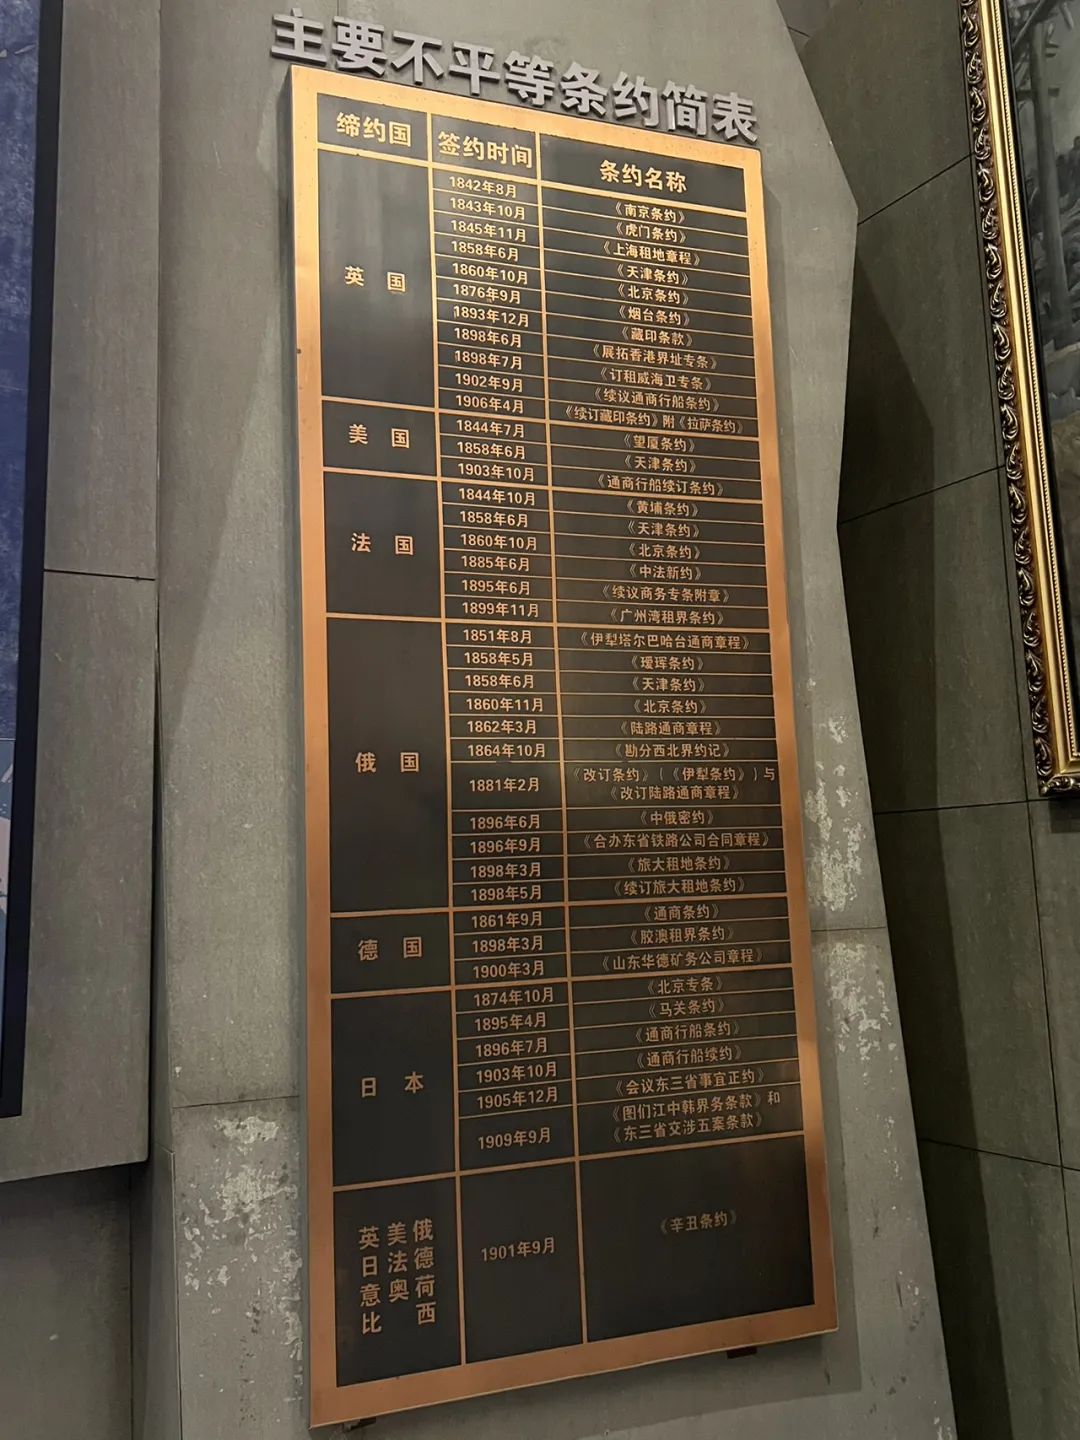 主要不平等条约简表
缔约国 签约时间 条约名称
英国
1842年8月 《南京条约》
1843年10月 《虎门条约》
1845年11月 《上海租地章程》
1858年6月 《天津条约》
1860年10月 《北京条约》
1876年9月 《烟台条约》
1893年12月 《藏印条款》
1898年6月 《展拓香港界址专条》
1898年7月 《订租威海卫专条》
1902年9月 《续议通商行船条约》
1906年4月 《续订藏印条约》附《拉萨条约》
美国
1844年7月 《望厦条约》
1858年6月 《天津条约》
1903年10月 《通商行船续订条约》
法国
1844年10月 《黄埔条约》
1858年6月 《天津条约》
1860年10月 《北京条约》
1885年6月 《中法新约》
1895年6月 《续议商务专条附章》
1899年11月 《广州湾租界条约》
俄国
1851年8月 《伊犁塔尔巴哈台通商章程》
1858年5月 《瑷珲条约》
1858年6月 《天津条约》
1860年11月 《北京条约》
1862年3月 《陆路通商章程》
1864年10月 《勘分西北界约记》
1881年2月 《改订条约》(《伊犁条约》)与
《改订陆路通商章程》
1896年6月 《中俄密约》
1896年9月 《合办东省铁路公司合同章程》
1898年3月 《旅大租地条约》
1898年5月 《续订旅大租地条约》
德国
1861年9月 《通商条约》
1898年3月 《胶澳租界条约》
1900年3月 《山东华德矿务公司章程》
日本
1874年10月 《北京专条》
1895年4月 《马关条约》
1896年7月 《通商行船条约》
1903年10月 《通商行船续约》
1905年12月 《会议东三省事宜正约》
1909年9月 《图们江中韩界务条款》和
《东三省交涉五案条款》
英美俄
日法德
意奥荷
比西
1901年9月 《辛丑条约》